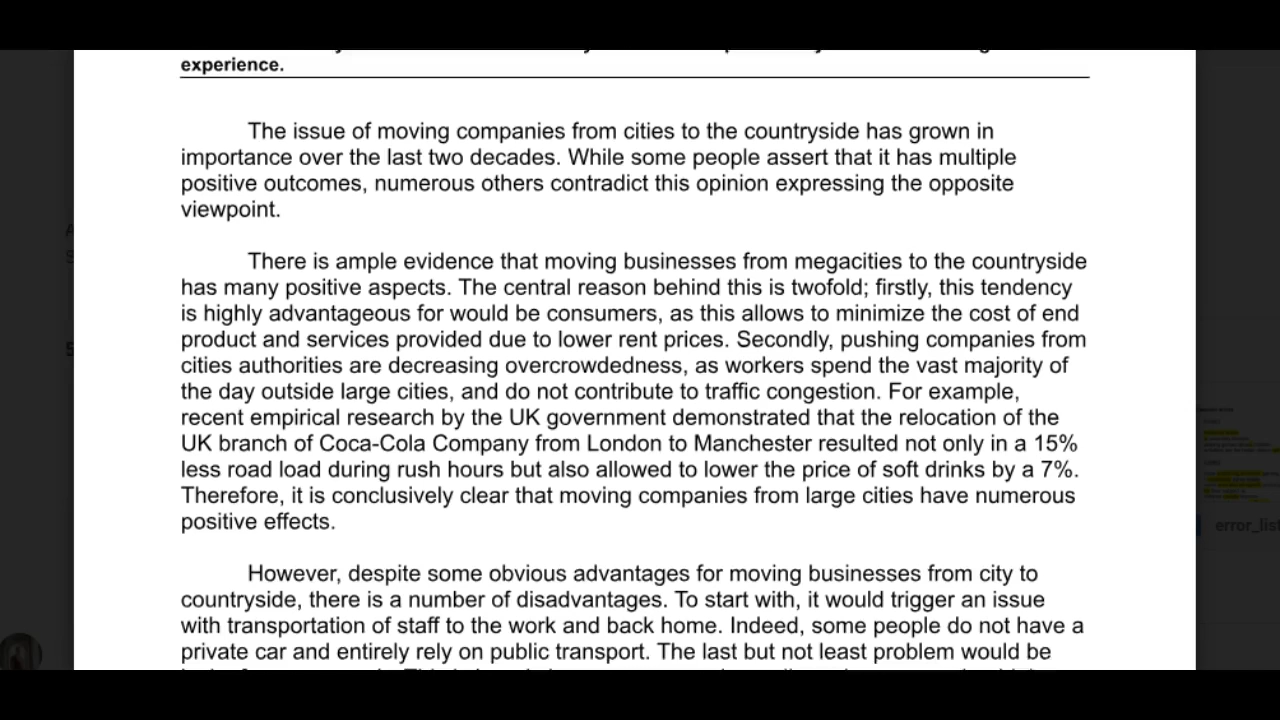 experience.
The issue of moving companies from cities to the countryside has grown in
importance over the last two decades. While some people assert that it has multiple
positive outcomes, numerous others contradict this opinion expressing the opposite
viewpoint.
There is ample evidence that moving businesses from megacities to the countryside
has many positive aspects. The central reason behind this is twofold; firstly, this tendency
is highly advantageous for would be consumers, as this allows to minimize the cost of end
product and services provided due to lower rent prices. Secondly, pushing companies from
cities authorities are decreasing overcrowdedness, as workers spend the vast majority of
the day outside large cities, and do not contribute to traffic congestion. For example,
recent empirical research by the UK government demonstrated that the relocation of the
UK branch of Coca-Cola Company from London to Manchester resulted not only in a 15%
less road load during rush hours but also allowed to lower the price of soft drinks by a 7%.
Therefore, it is conclusively clear that moving companies from large cities have numerous
positive effects.
However, despite some obvious advantages for moving businesses from city to
countryside, there is a number of disadvantages. To start with, it would trigger an issue
with transportation of staff to the work and back home. Indeed, some people do not have a
private car and entirely rely on public transport. The last but not least problem would be
error_list